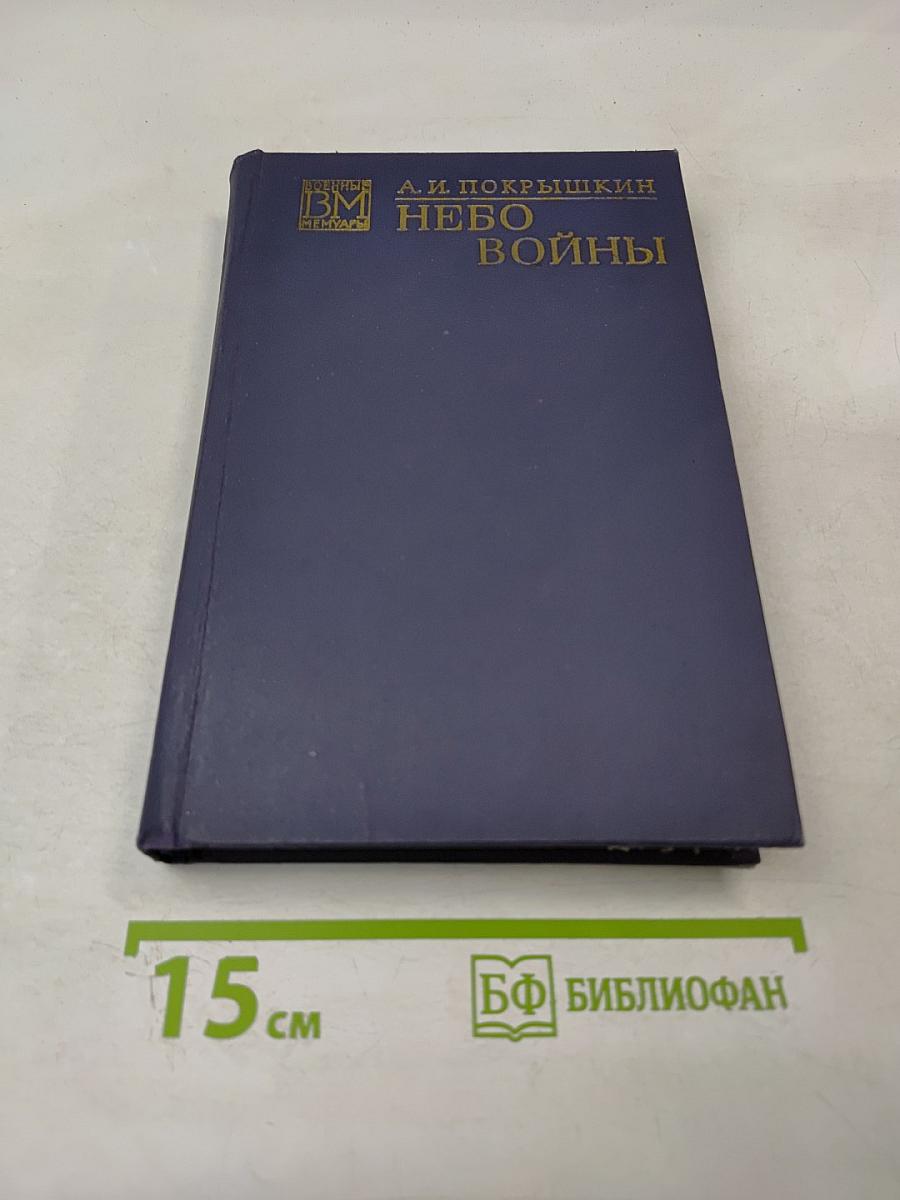 ВОЕННЫЕ
ВМ
МЕМУАРЫ
А. И. ПОКРЫШКИН
НЕБО
ВОЙНЫ
15 см
БФ БИБЛИОФАН